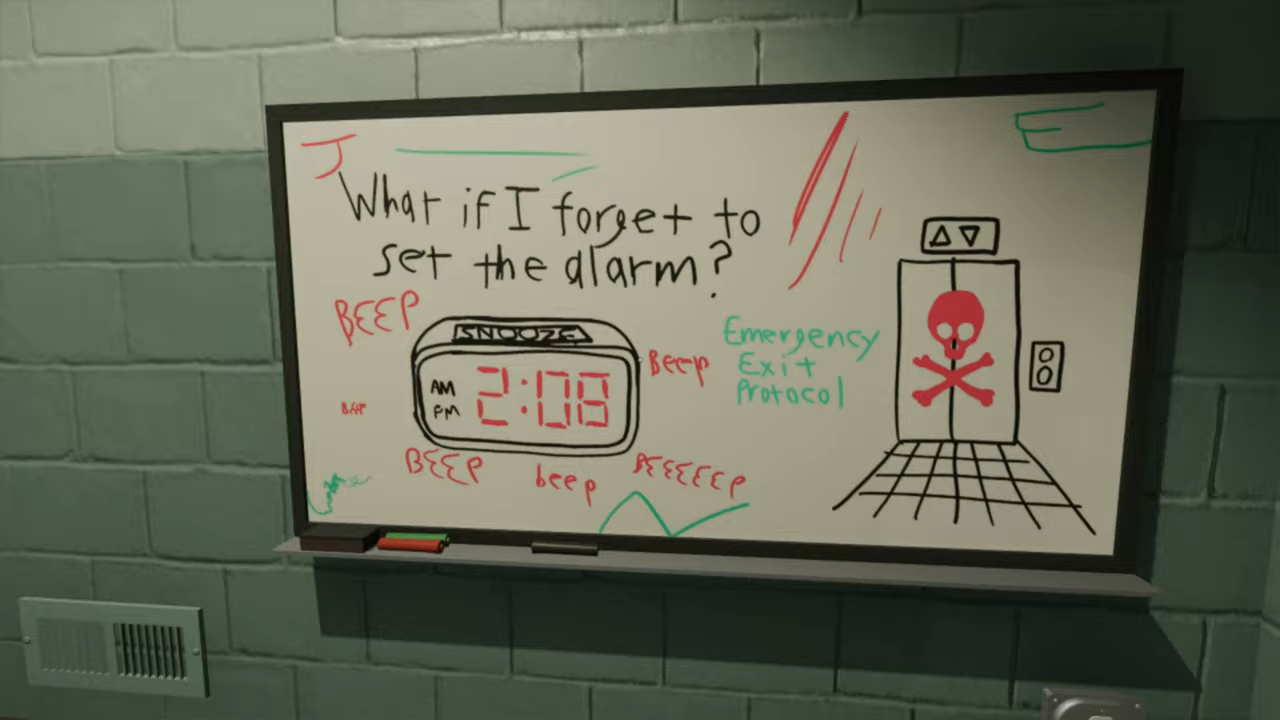 J
E
What if I forget to
set the alarm?
BEEP
SNOOZE
Beep
AM
PM
2:08
BEEP
beep
BEEEEEP
Emergency
Exit
Protocol